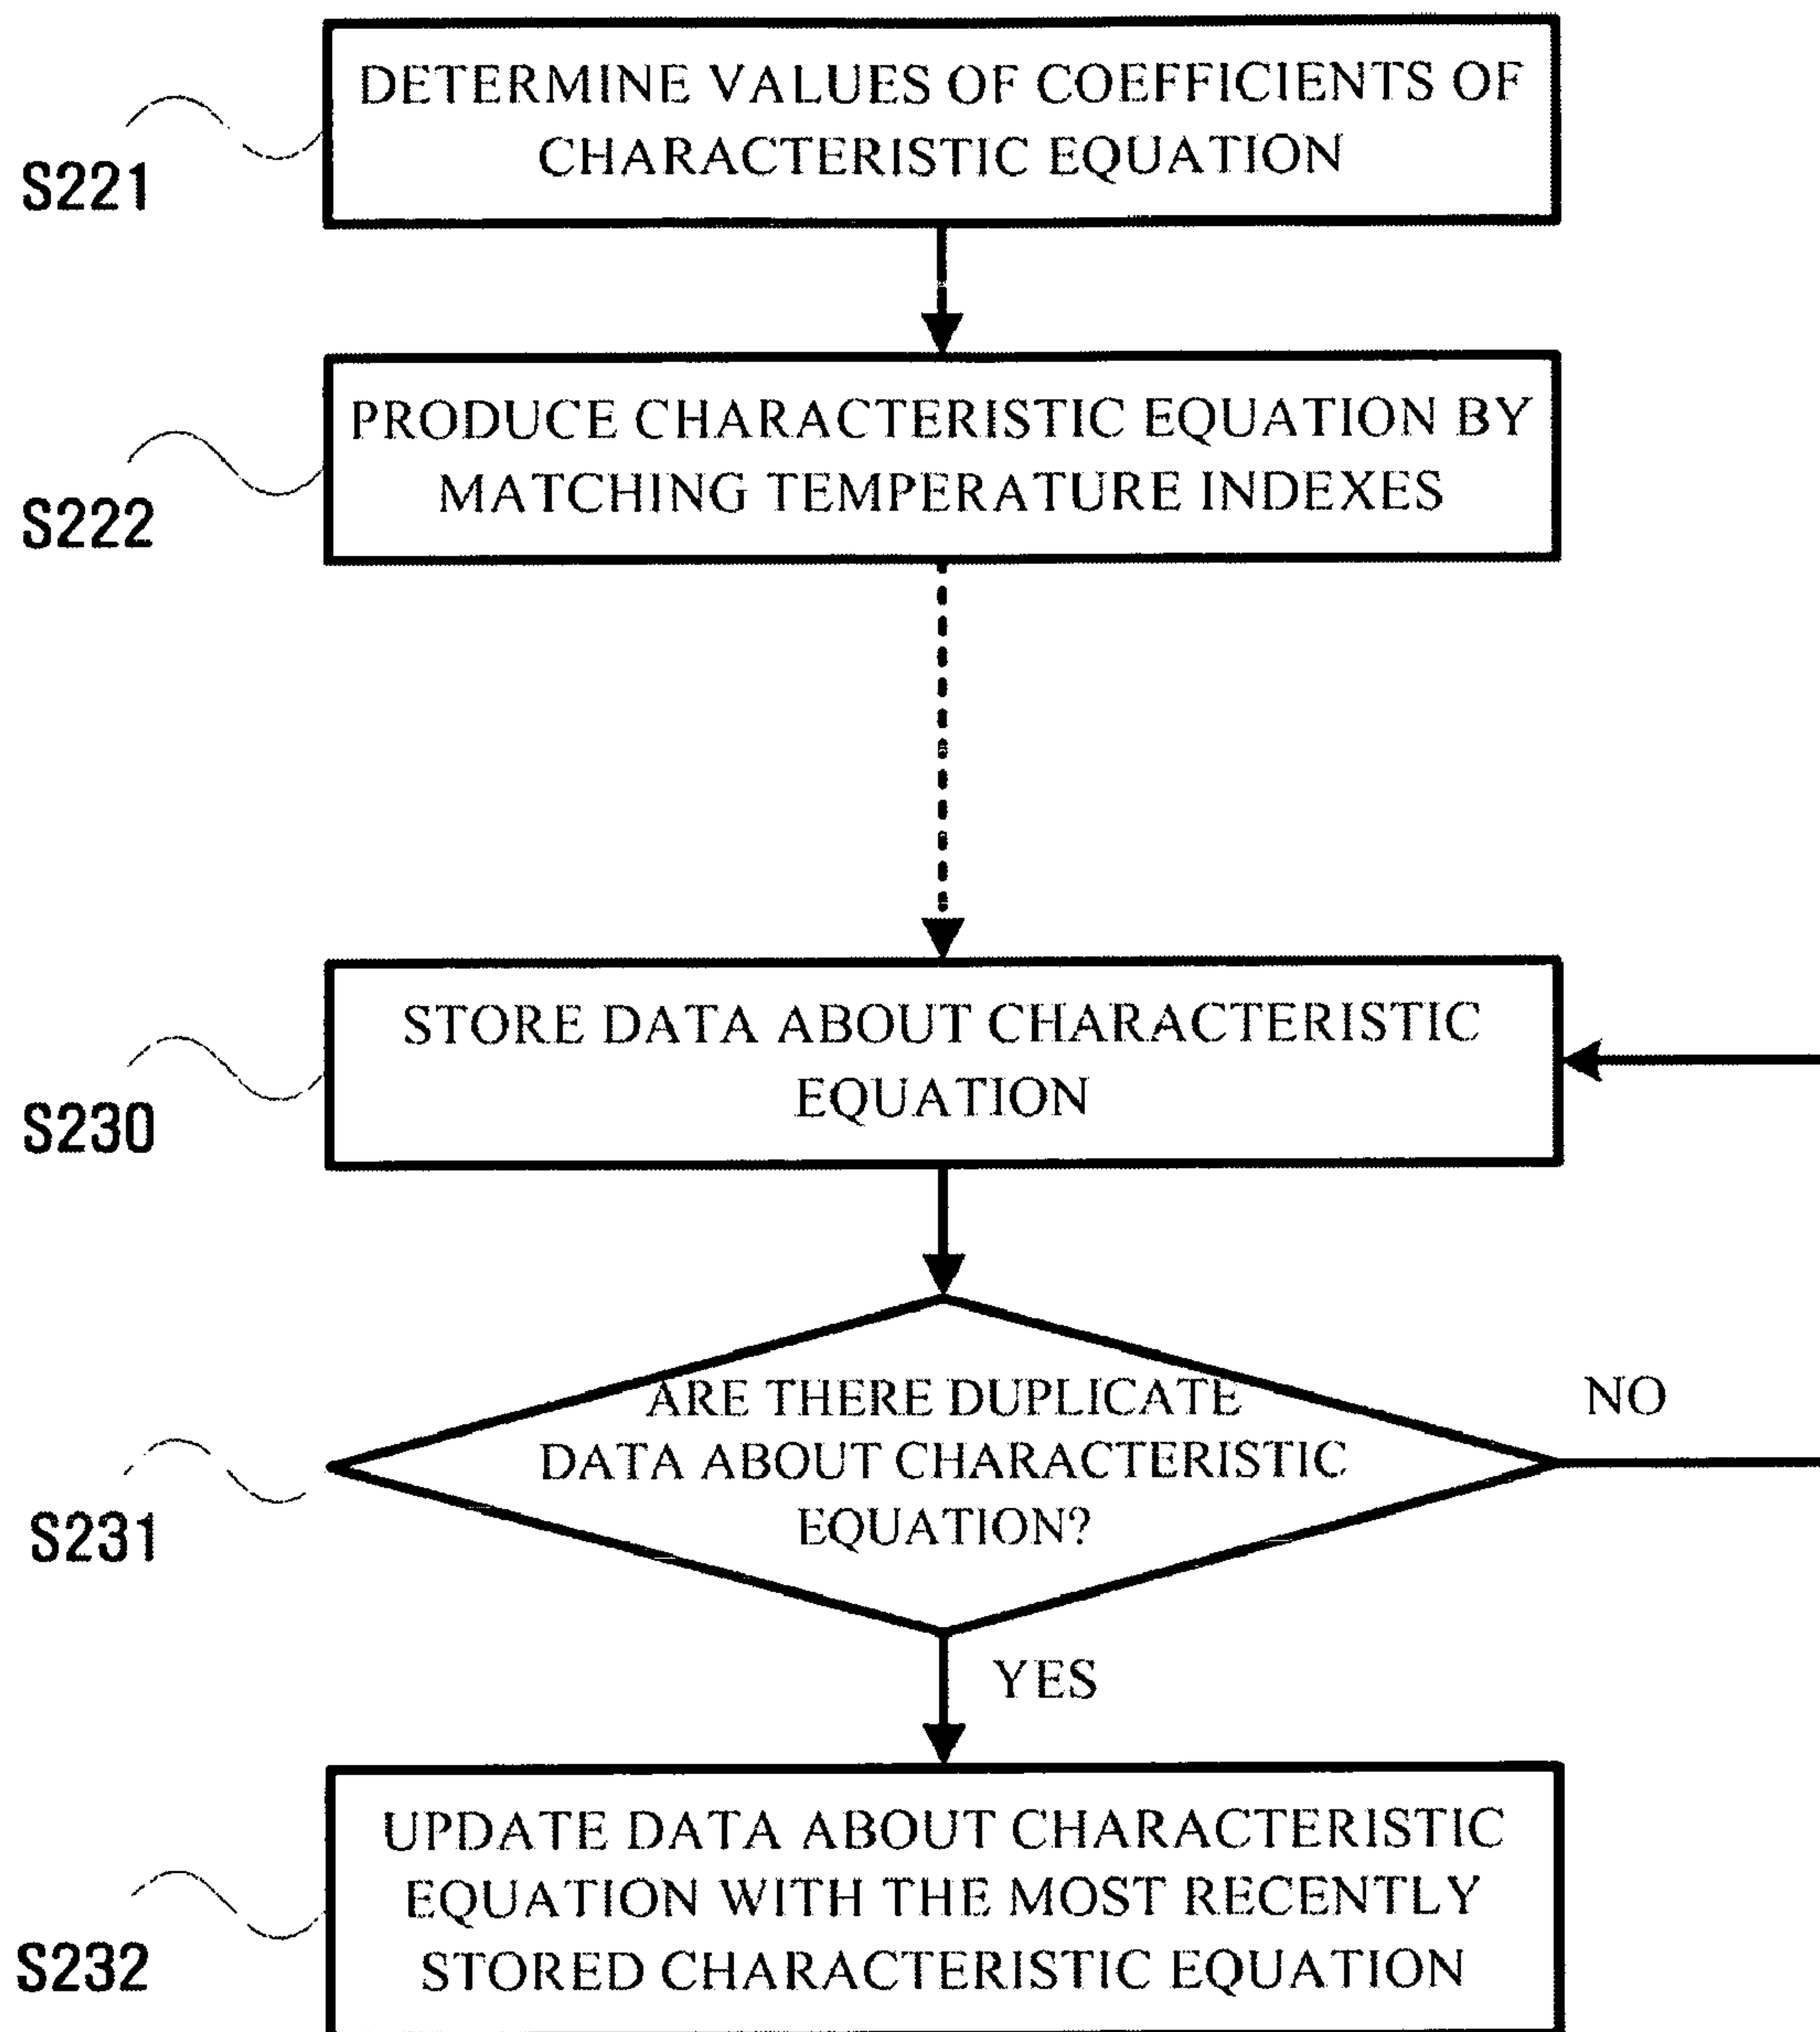 DETERMINE VALUES OF COEFFICIENTS OF
CHARACTERISTIC EQUATION
S221
PRODUCE CHARACTERISTIC EQUATION BY
MATCHING TEMPERATURE INDEXES
S222
STORE DATA ABOUT CHARACTERISTIC
EQUATION
S230
ARE THERE DUPLICATE
DATA ABOUT CHARACTERISTIC
EQUATION?
NO
S231
YES
UPDATE DATA ABOUT CHARACTERISTIC
EQUATION WITH THE MOST RECENTLY
STORED CHARACTERISTIC EQUATION
S232